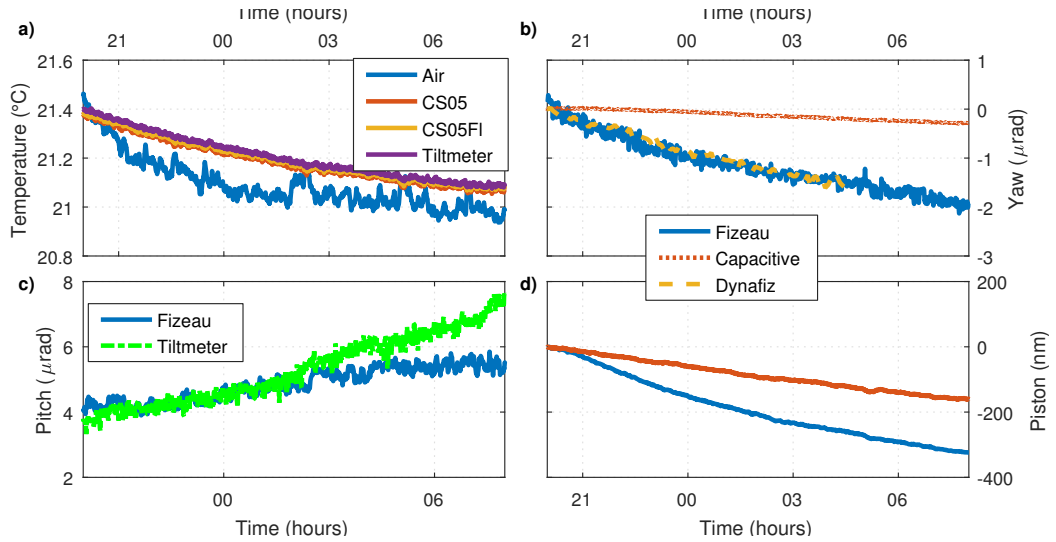 Time (hours)
Time (hours)
a)
21
00
03
06
b)
21
00
03
06
21.6
21.4
21.2
21
20.8
Temperature (°C)
Air
CS05
CS05FI
Tiltmeter
1
0
-1
-2
-3
Yaw (μrad)
Fizeau
Capacitive
Dynafiz
c)
8
6
4
2
Pitch (μrad)
Fizeau
Tiltmeter
00
06
Time (hours)
d)
200
0
-200
-400
Piston (nm)
21
00
03
06
Time (hours)